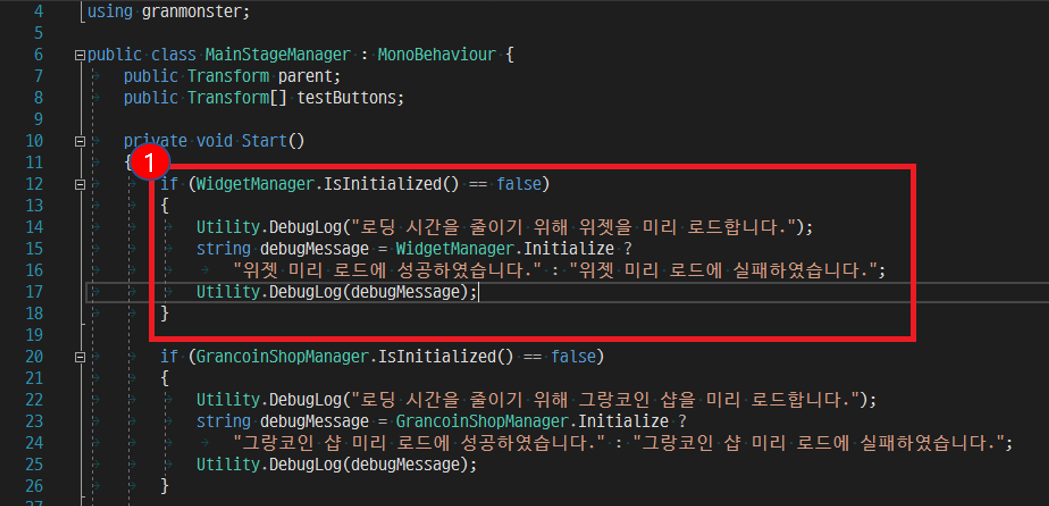 4 using granmonster;
5
6 public class MainStageManager : MonoBehaviour {
7 public Transform parent;
8 public Transform[] testButtons;
9
10 private void Start()
11 {
1
12 if (WidgetManager.IsInitialized() == false)
13 {
14 Utility.DebugLog("로딩 시간을 줄이기 위해 위젯을 미리 로드합니다.");
15 string debugMessage = WidgetManager.Initialize ?
16 "위젯 미리 로드에 성공하였습니다." : "위젯 미리 로드에 실패하였습니다.";
17 Utility.DebugLog(debugMessage);
18 }
19
20 if (GrancoinShopManager.IsInitialized() == false)
21 {
22 Utility.DebugLog("로딩 시간을 줄이기 위해 그랑코인 샵을 미리 로드합니다.");
23 string debugMessage = GrancoinShopManager.Initialize ?
24 "그랑코인 샵 미리 로드에 성공하였습니다." : "그랑코인 샵 미리 로드에 실패하였습니다.";
25 Utility.DebugLog(debugMessage);
26 }
27